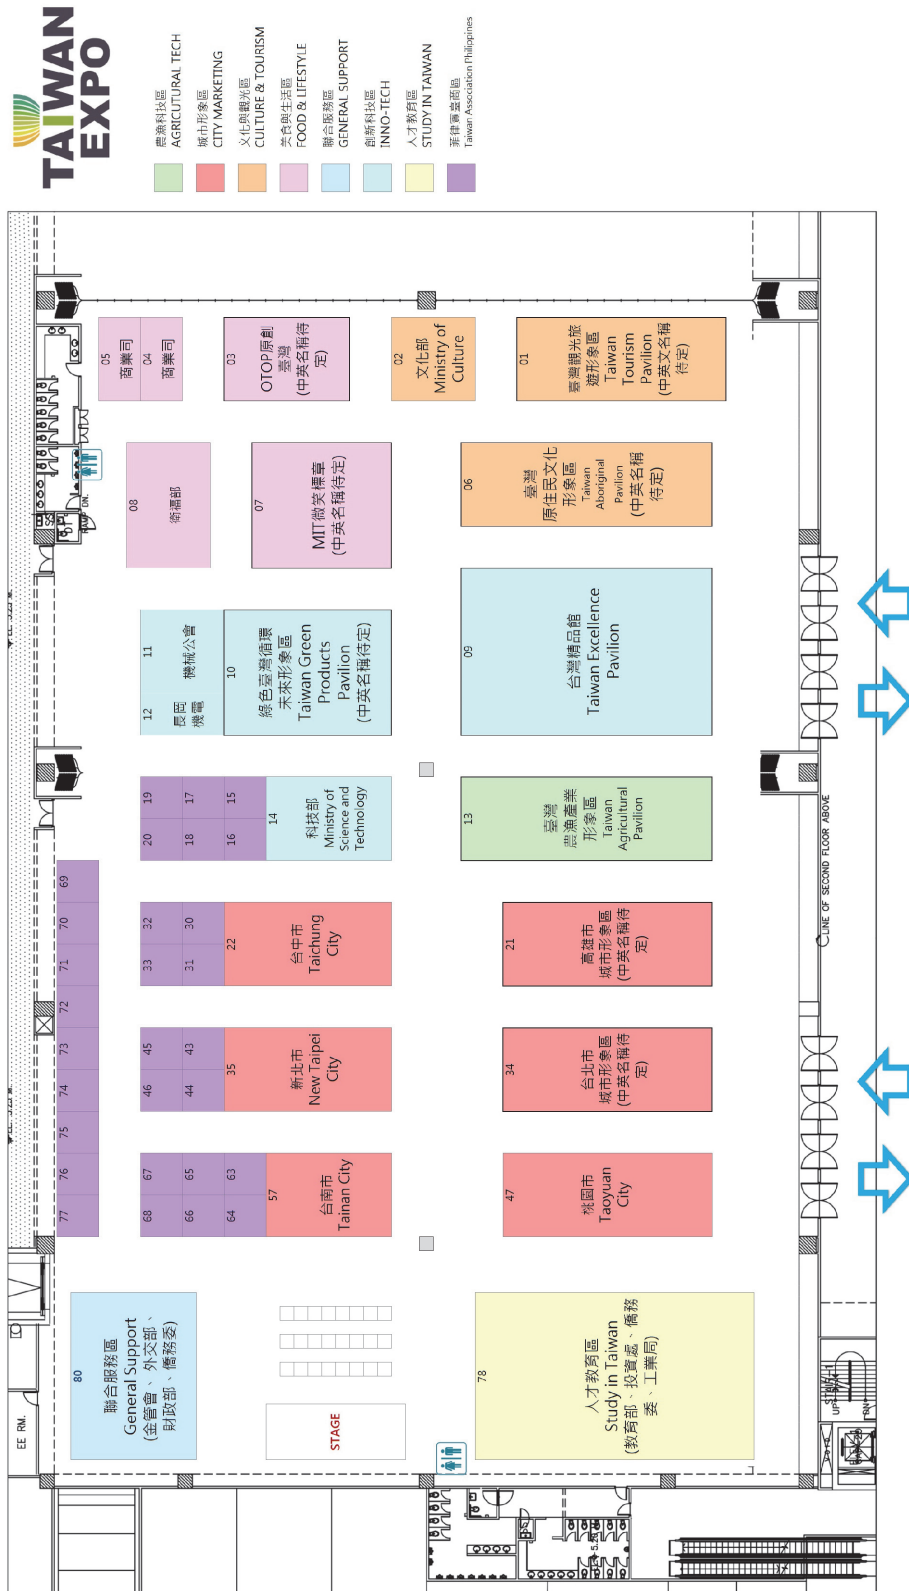 TAIWAN
EXPO
農漁科技區
AGRICUTURAL TECH
城市形象區
CITY MARKETING
文化與觀光區
CULTURE & TOURISM
美食與生活區
FOOD & LIFESTYLE
聯合服務區
GENERAL SUPPORT
創新科技區
INNO-TECH
人才教育區
STUDY IN TAIWAN
菲律賓臺商區
Taiwan Association Philippines
05
商業司
04
商業司
03
OTOP原創
臺灣
(中英名稱待
定)
02
文化部
Ministry of
Culture
01
臺灣觀光旅
遊形象區
Taiwan
Tourism
Pavilion
(中英文名稱
待定)
08
衛福部
07
MIT微笑標章
(中英名稱待定)
06
臺灣
原住民文化
形象區
Taiwan
Aboriginal
Pavilion
(中英名稱
待定)
11
機械公會
12
長岡
機電
10
綠色臺灣循環
未來形象區
Taiwan Green
Products
Pavilion
(中英名稱待定)
09
台灣精品館
Taiwan Excellence
Pavilion
19
17
15
20
18
16
14
科技部
Ministry of
Science and
Technology
13
臺灣
農漁產業
形象區
Taiwan
Agricultural
Pavilion
69
70
71
72
73
74
75
76
77
32
30
33
31
22
台中市
Taichung
City
21
高雄市
城市形象區
(中英名稱待
定)
45
43
46
44
35
新北市
New Taipei
City
34
台北市
城市形象區
(中英名稱待
定)
67
65
63
68
66
64
57
台南市
Tainan City
47
桃園市
Taoyuan
City
80
聯合服務區
General Support
(金管會、外交部、
財政部、僑務委)
STAGE
78
人才教育區
Study in Taiwan
(教育部、投資處、僑務
委、工業局)
EE RM.
RAMP DN.
LINE OF SECOND FLOOR ABOVE
UP